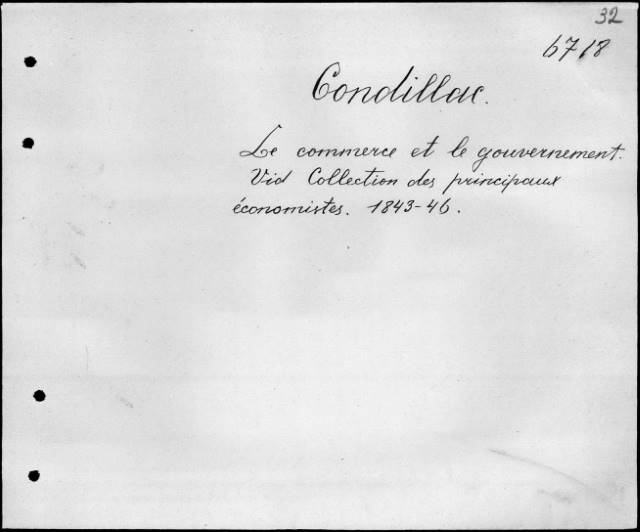 32
6718
Condillac.
Le commerce et le gouvernement.
Vid Collection des principaux
économistes. 1843-46.